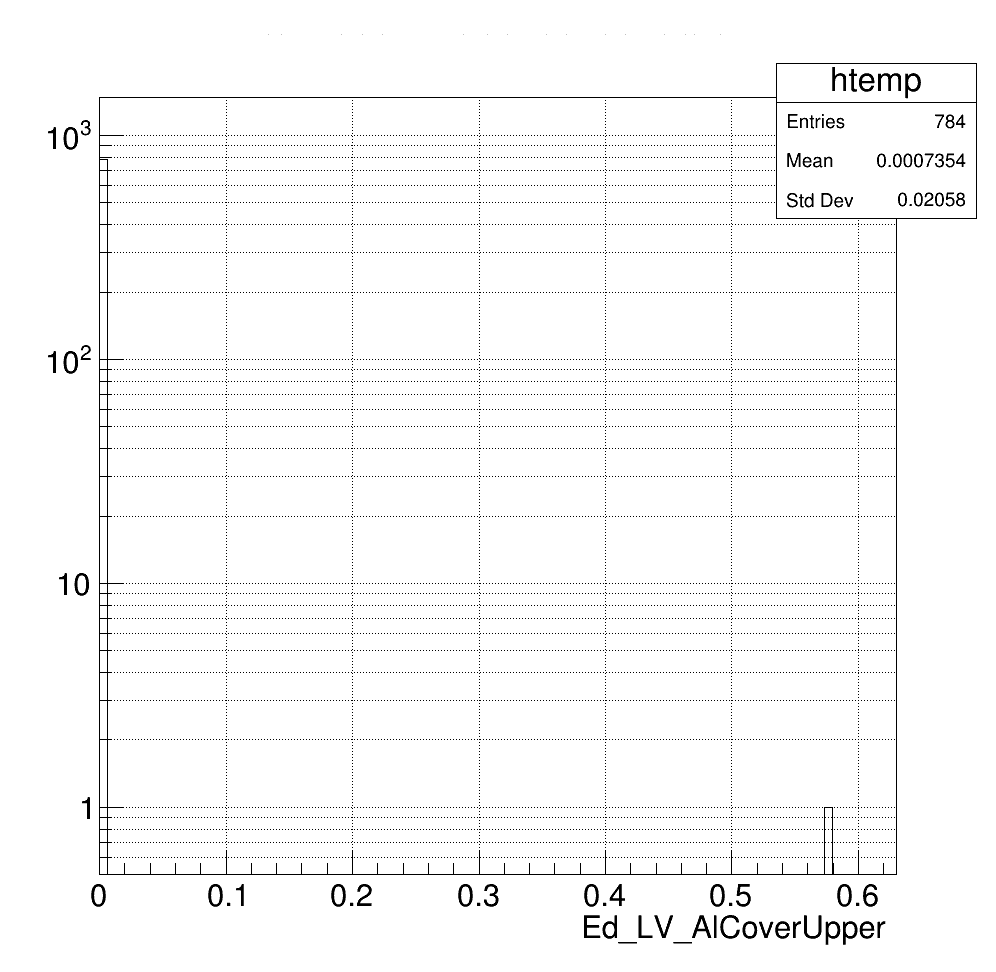 htemp
Entries 784
Mean 0.0007354
Std Dev 0.02058
10³
10²
10
1
0 0.1 0.2 0.3 0.4 0.5 0.6
Ed_LV_AlCoverUpper